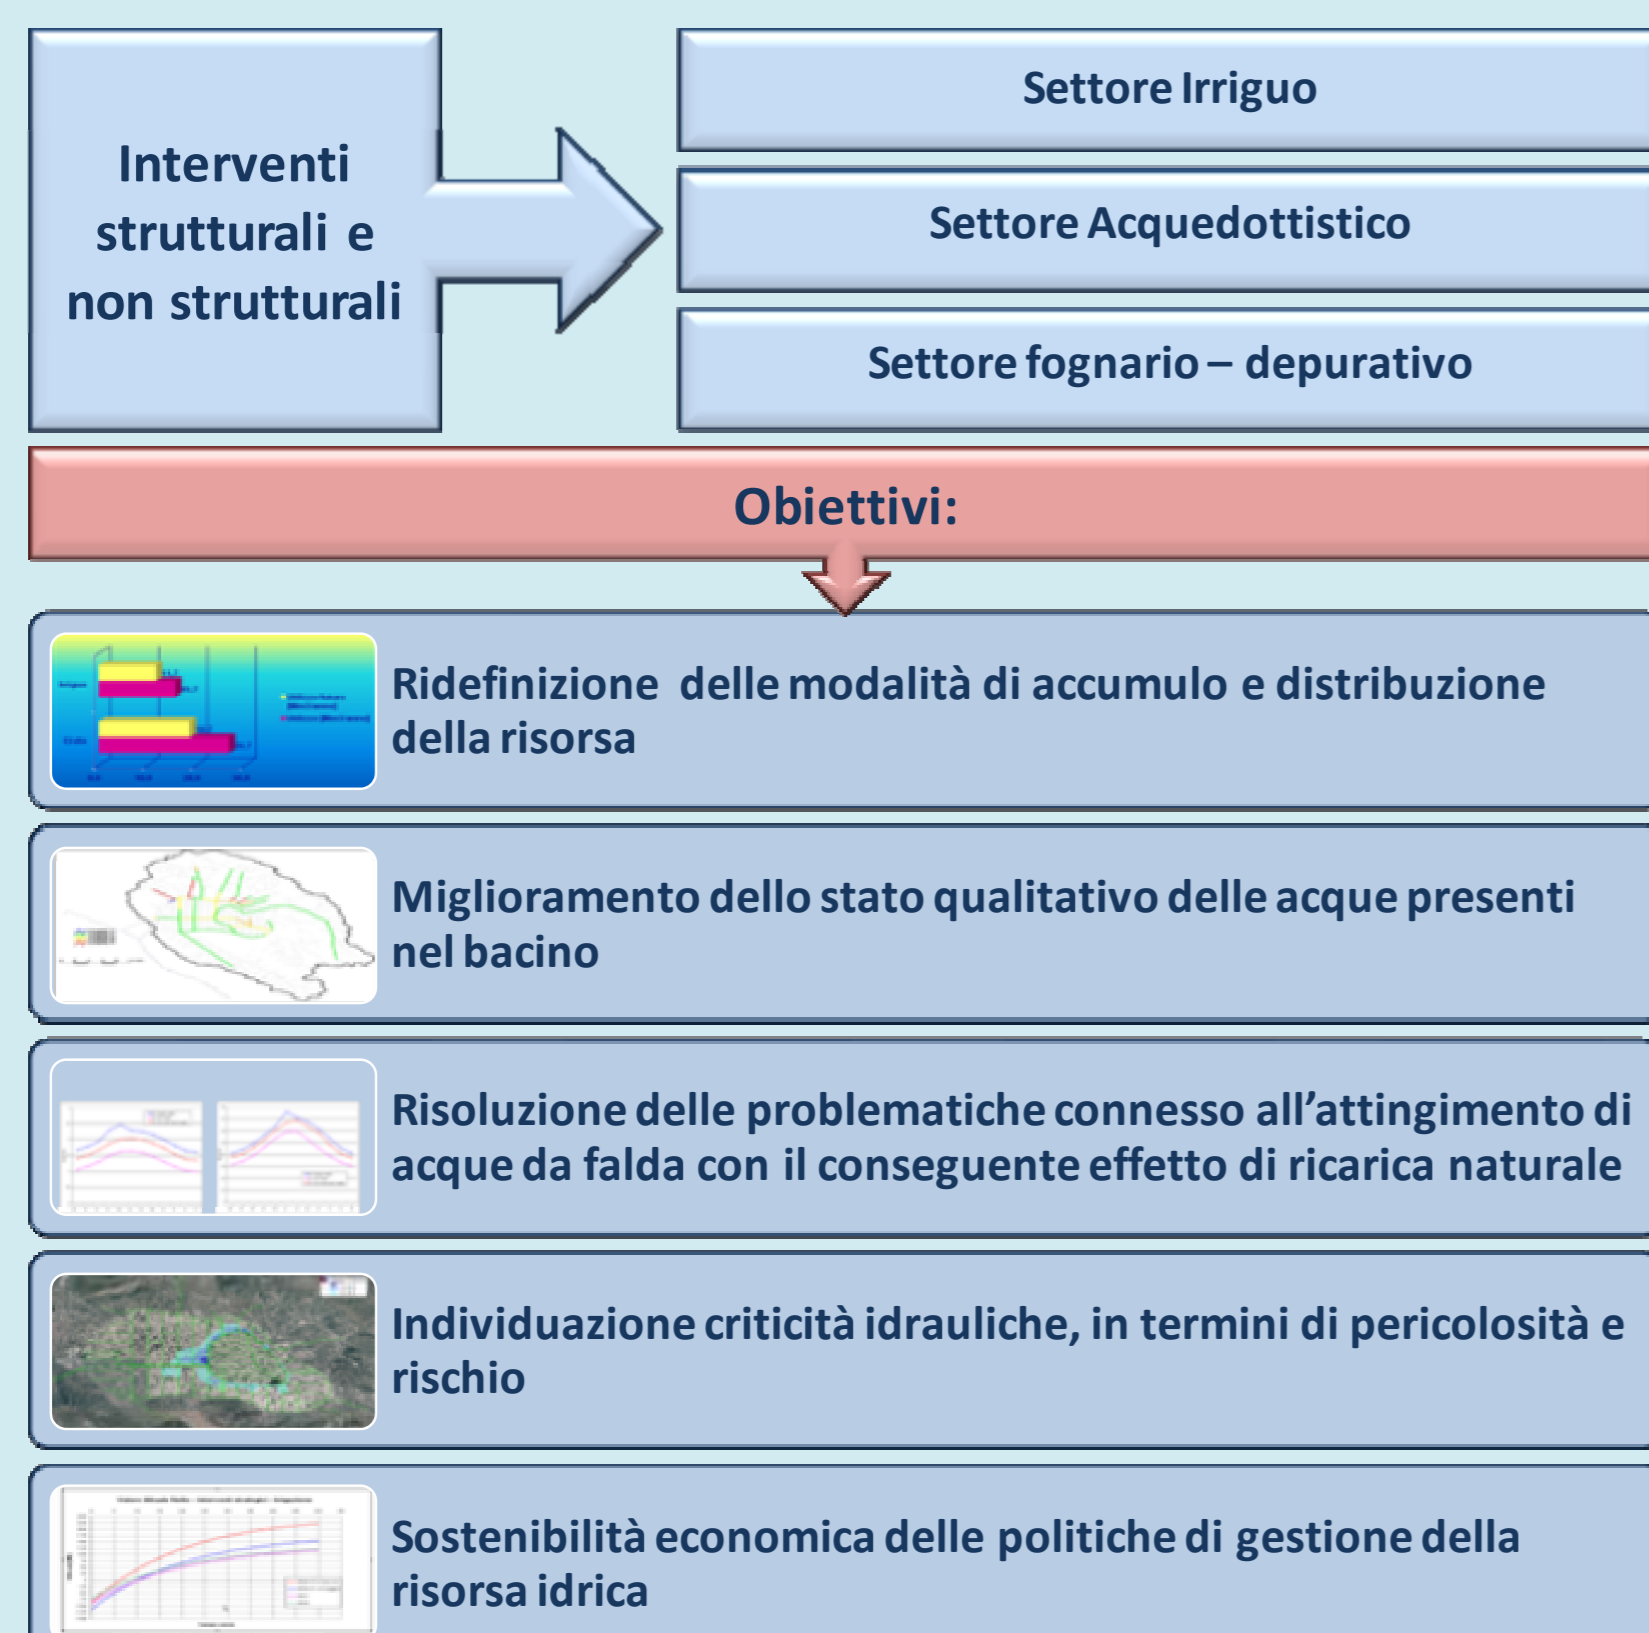 Interventi
strutturali e
non strutturali
Settore Irriguo
Settore Acquedottistico
Settore fognario – depurativo
Obiettivi:
Ridefinizione delle modalità di accumulo e distribuzione
della risorsa
Miglioramento dello stato qualitativo delle acque presenti
nel bacino
Risoluzione delle problematiche connesso all’attingimento di
acque da falda con il conseguente effetto di ricarica naturale
Individuazione criticità idrauliche, in termini di pericolosità e
rischio
Sostenibilità economica delle politiche di gestione della
risorsa idrica